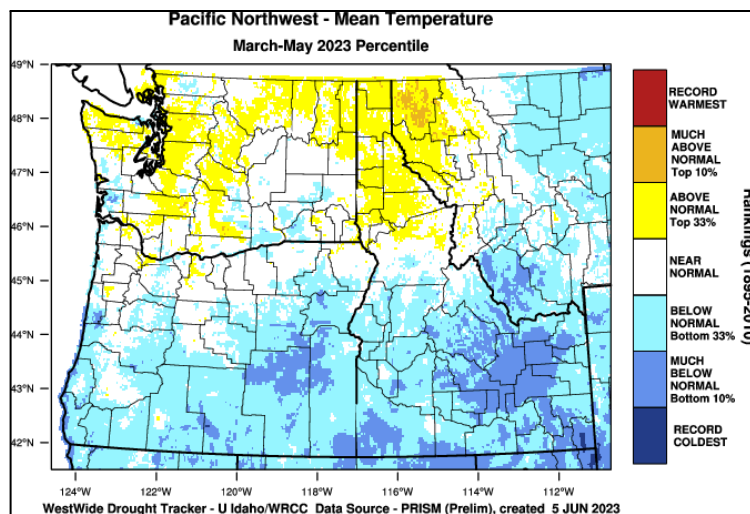 Pacific Northwest - Mean Temperature
March-May 2023 Percentile
49°N
48°N
47°N
46°N
45°N
44°N
43°N
42°N
124°W
122°W
120°W
118°W
116°W
114°W
112°W
RECORD
WARMEST
MUCH
ABOVE
NORMAL
Top 10%
ABOVE
NORMAL
Top 33%
NEAR
NORMAL
BELOW
NORMAL
Bottom 33%
MUCH
BELOW
NORMAL
Bottom 10%
RECORD
COLDEST
WestWide Drought Tracker - U Idaho/WRCC Data Source - PRISM (Prelim), created 5 JUN 2023